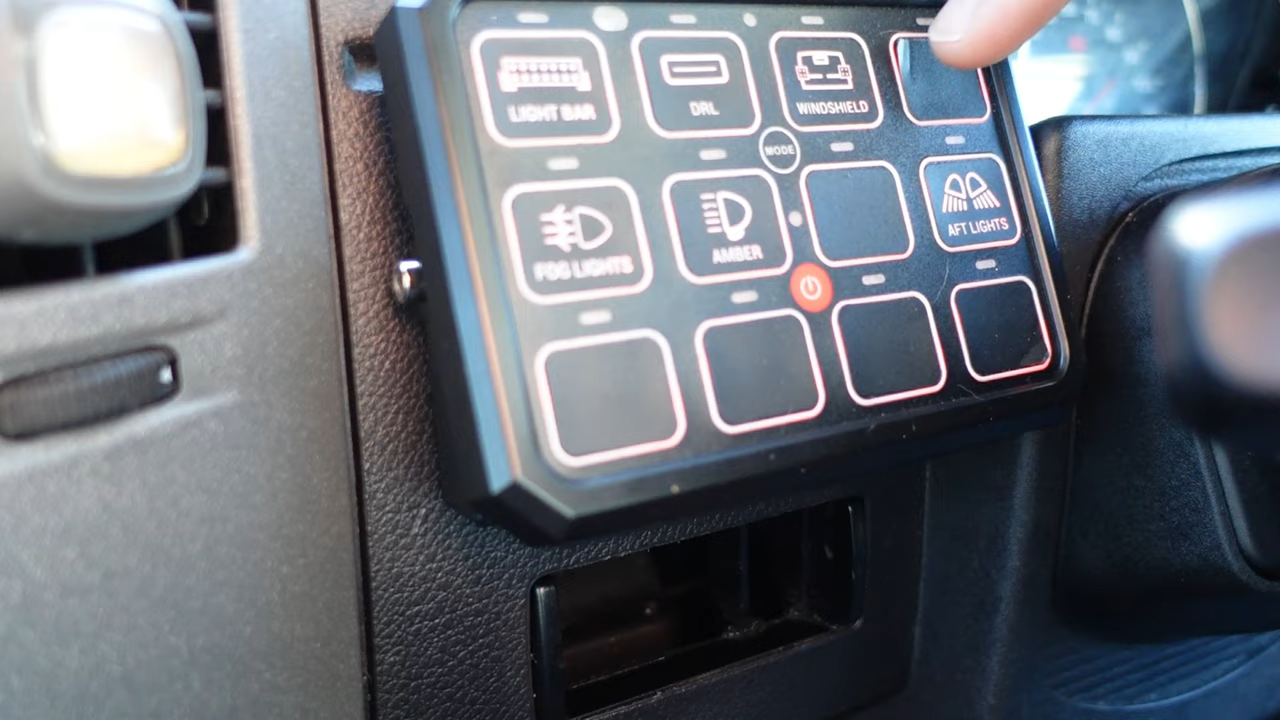 LIGHT BAR
DRL
WINDSHIELD
MODE
FOG LIGHTS
AMBER
AFT LIGHTS